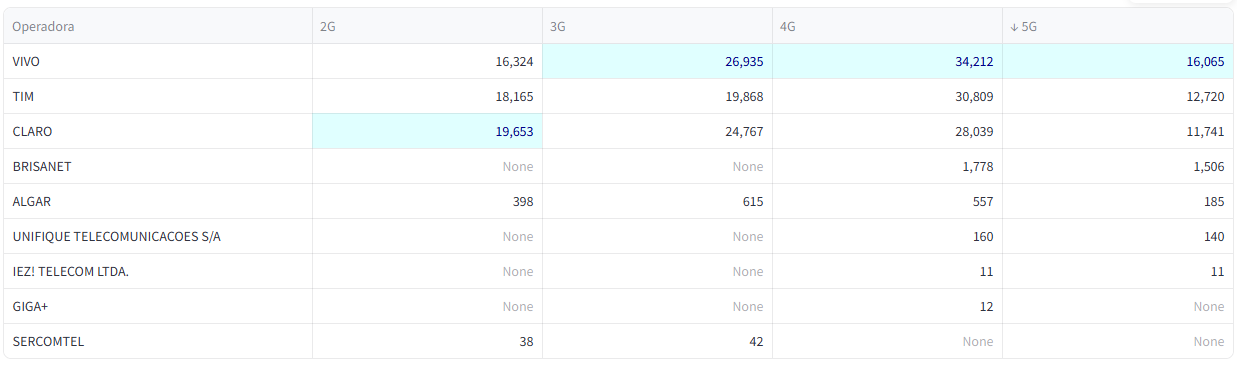 Operadora 2G 3G 4G ↓ 5G
VIVO 16,324 26,935 34,212 16,065
TIM 18,165 19,868 30,809 12,720
CLARO 19,653 24,767 28,039 11,741
BRISANET None None 1,778 1,506
ALGAR 398 615 557 185
UNIFIQUE TELECOMUNICACOES S/A None None 160 140
IEZ! TELECOM LTDA. None None 11 11
GIGA+ None None 12 None
SERCOMTEL 38 42 None None